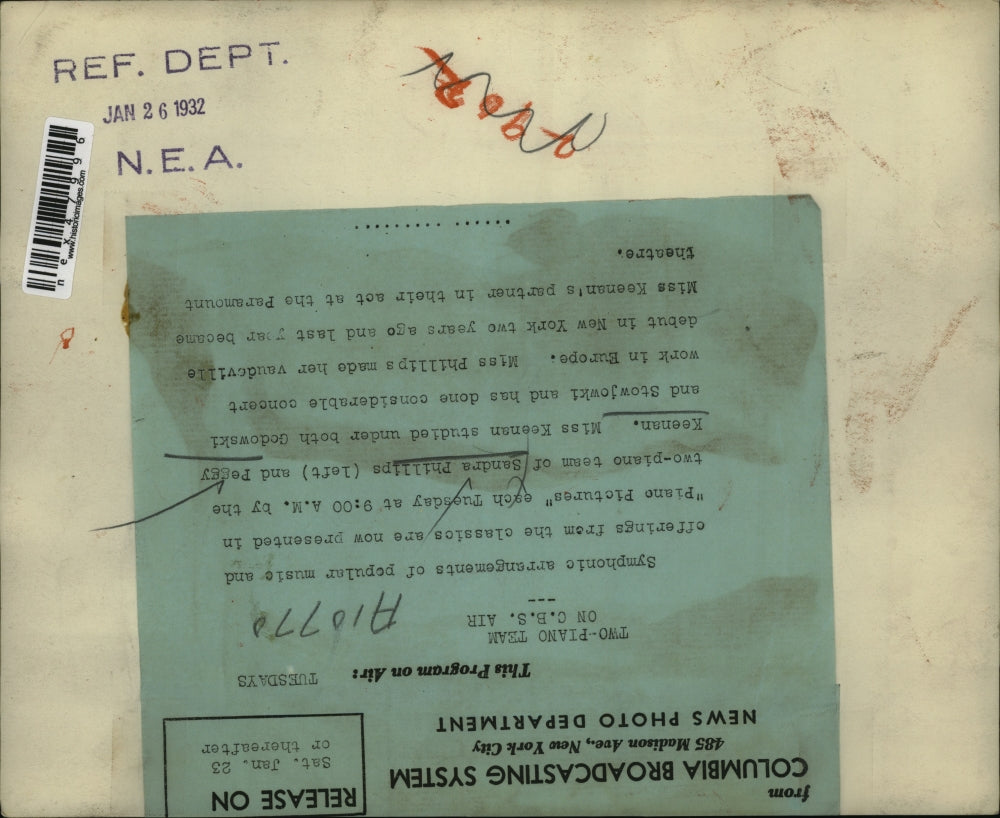 REF. DEPT.
JAN 26 1932
N.E.A.
www.historicimages.com
from
COLUMBIA BROADCASTING SYSTEM
485 Madison Ave., New York City
NEWS PHOTO DEPARTMENT
RELEASE ON
Sat. Jan. 23
or thereafter
This Program on Air: TUESDAYS
TWO-PIANO TEAM
ON C.B.S. AIR
---
A10770
Symphonic arrangements of popular music and
offerings from the classics are now presented in
"Piano Pictures" each Tuesday at 9:00 A.M. by the
two-piano team of Sandra Phillips (left) and Peggy
Keenan. Miss Keenan studied under both Godowski
and Stowjowki and has done considerable concert
work in Europe. Miss Phillips made her vaudeville
debut in New York two years ago and last year became
Miss Keenan's partner in their act at the Paramount
theatre.